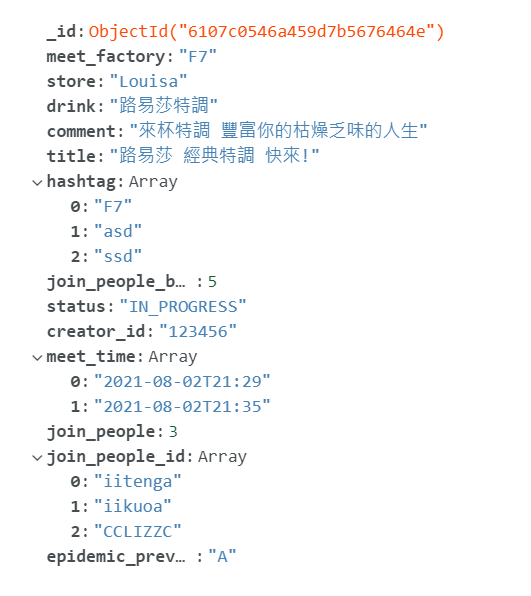 _id:ObjectId("6107c0546a459d7b5676464e")
meet_factory:"F7"
store:"Louisa"
drink:"路易莎特調"
comment:"來杯特調 豐富你的枯燥乏味的人生"
title:"路易莎 經典特調 快來!"
hashtag:Array
0:"F7"
1:"asd"
2:"ssd"
join_people_b… :5
status:"IN_PROGRESS"
creator_id:"123456"
meet_time:Array
0:"2021-08-02T21:29"
1:"2021-08-02T21:35"
join_people:3
join_people_id:Array
0:"iitenga"
1:"iikuoa"
2:"CCLIZZC"
epidemic_prev… :"A"